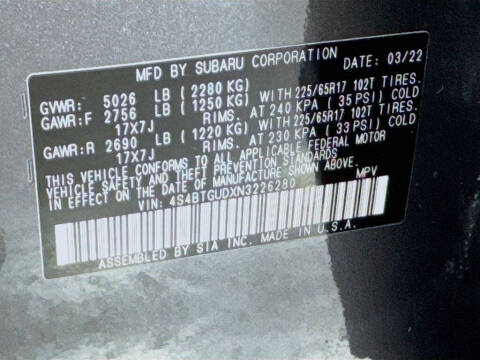 MFD BY SUBARU CORPORATION DATE: 03/22
GVWR: 5026 LB (2280 KG)
GAWR:F 2756 LB (1250 KG) WITH 225/65R17 102T TIRES.
17X7J RIMS. AT 240 KPA (35 PSI) COLD
GAWR:R 2690 LB (1220 KG) WITH 225/65R17 102T TIRES.
17X7J RIMS. AT 230 KPA (33 PSI) COLD
THIS VEHICLE CONFORMS TO ALL APPLICABLE FEDERAL MOTOR
VEHICLE SAFETY AND THEFT PREVENTION STANDARDS
IN EFFECT ON THE DATE OF MANUFACTURE SHOWN ABOVE.
VIN: 4S4BTGUDXN3226280 MPV
ASSEMBLED BY SIA INC. MADE IN U.S.A.